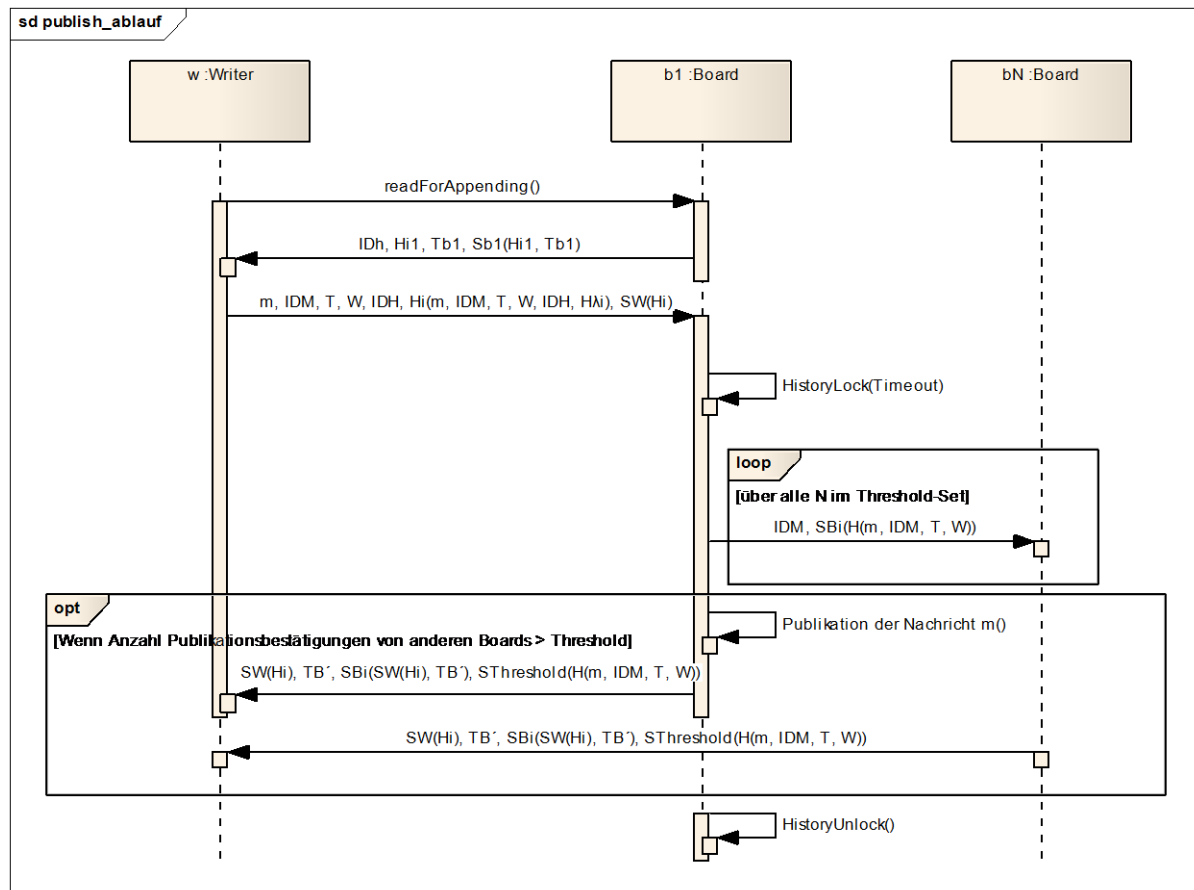 sd publish_ablauf
w :Writer
b1 :Board
bN :Board
readForAppending()
IDh, Hi1, Tb1, Sb1(Hi1, Tb1)
m, IDM, T, W, IDH, Hi(m, IDM, T, W, IDH, Hλi), SW(Hi)
HistoryLock(Timeout)
loop
[über alle N im Threshold-Set]
IDM, SBi(H(m, IDM, T, W))
opt
[Wenn Anzahl Publikationsbestätigungen von anderen Boards > Threshold]
Publikation der Nachricht m()
SW(Hi), TB´, SBi(SW(Hi), TB´), SThreshold(H(m, IDM, T, W))
SW(Hi), TB´, SBi(SW(Hi), TB´), SThreshold(H(m, IDM, T, W))
HistoryUnlock()